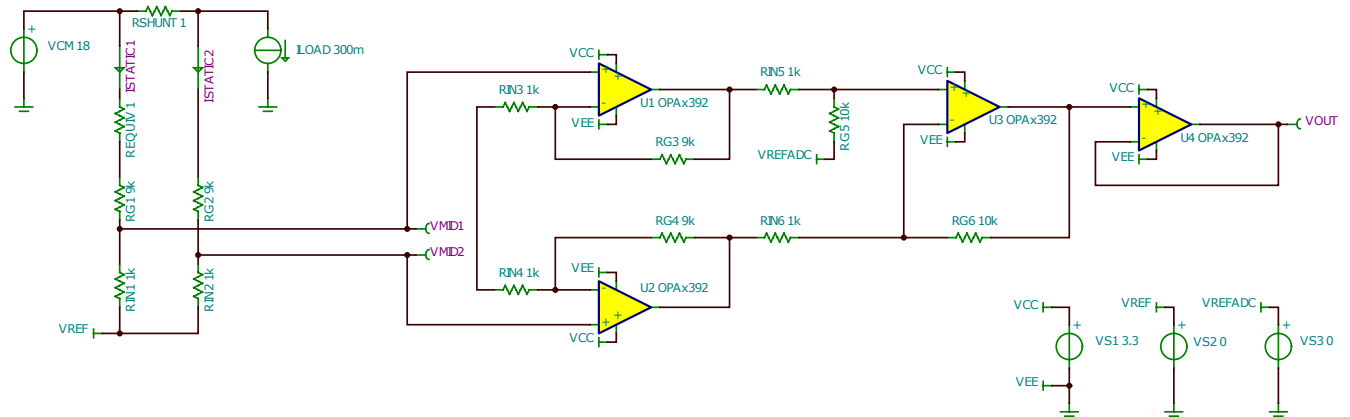 RSHUNT 1
VCM 18
ISTATIC1
ISTATIC2
ILOAD 300m
REQUIV 1
RG1 9k
RG2 9k
VMID1
VMID2
RIN1 1k
RIN2 1k
VREF
VCC
RIN3 1k
U1 OPAx392
VEE
RG3 9k
RIN5 1k
RG5 10k
VREFADC
VCC
U3 OPAx392
VEE
VCC
U4 OPAx392
VEE
VOUT
RG4 9k
RIN6 1k
RG6 10k
RIN4 1k
VEE
U2 OPAx392
VCC
VCC
VREF
VREFADC
VS1 3.3
VS2 0
VS3 0
VEE